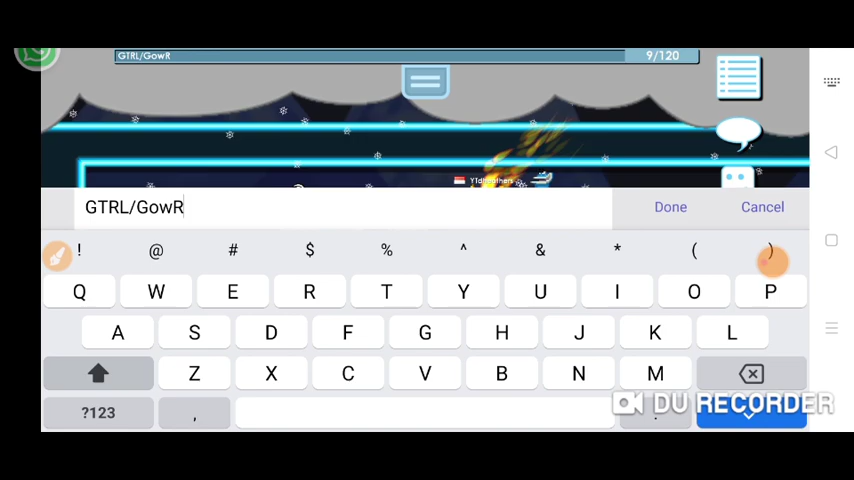 GTRL/GowR 9/120
GTRL/GowR Done Cancel
! @ # $ % ^ & * ( )
Q W E R T Y U I O P
A S D F G H J K L
Z X C V B N M
?123 , .
DU RECORDER